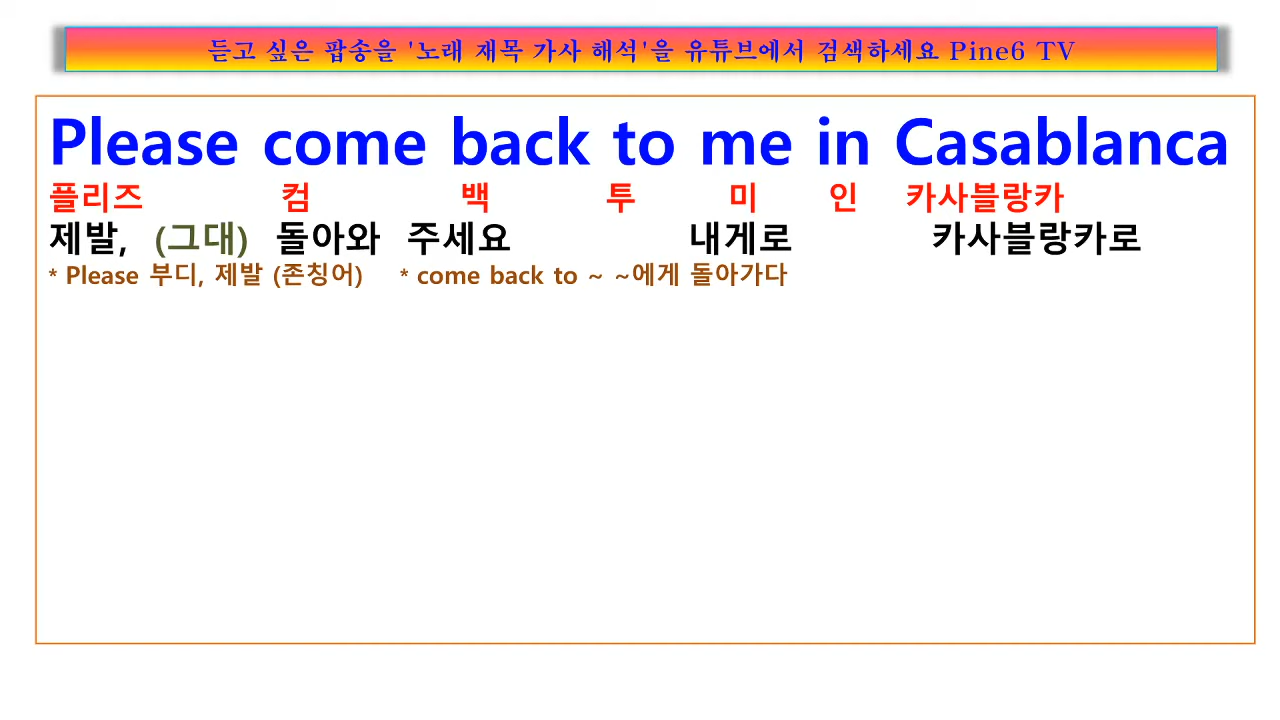 듣고 싶은 팝송을 '노래 재목 가사 해석'을 유튜브에서 검색하세요 Pine6 TV
Please come back to me in Casablanca
플리즈 컴 백 투 미 인 카사블랑카
제발, (그대) 돌아와 주세요 내게로 카사블랑카로
* Please 부디, 제발 (존칭어) * come back to ~ ~에게 돌아가다